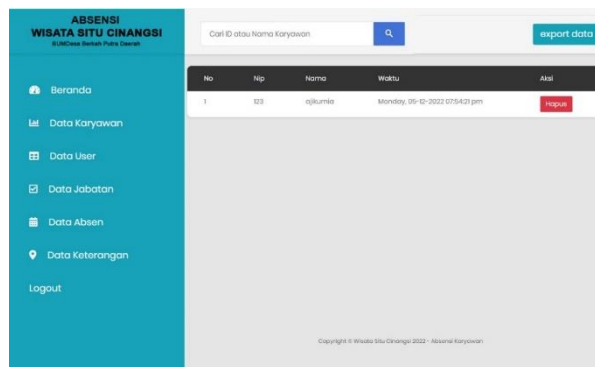 ABSENSI
WISATA SITU CINANGSI
BUMDesa Berkah Putra Daerah
Cari ID atau Nama Karyawan
export data
Beranda
Data Karyawan
Data User
Data Jabatan
Data Absen
Data Keterangan
Logout
No Nip Nama Waktu Aksi
1 123 ajikurnia Monday, 05-12-2022 07:54:21 pm Hapus
Copyright © Wisata Situ Cinangsi 2022 - Absensi Karyawan